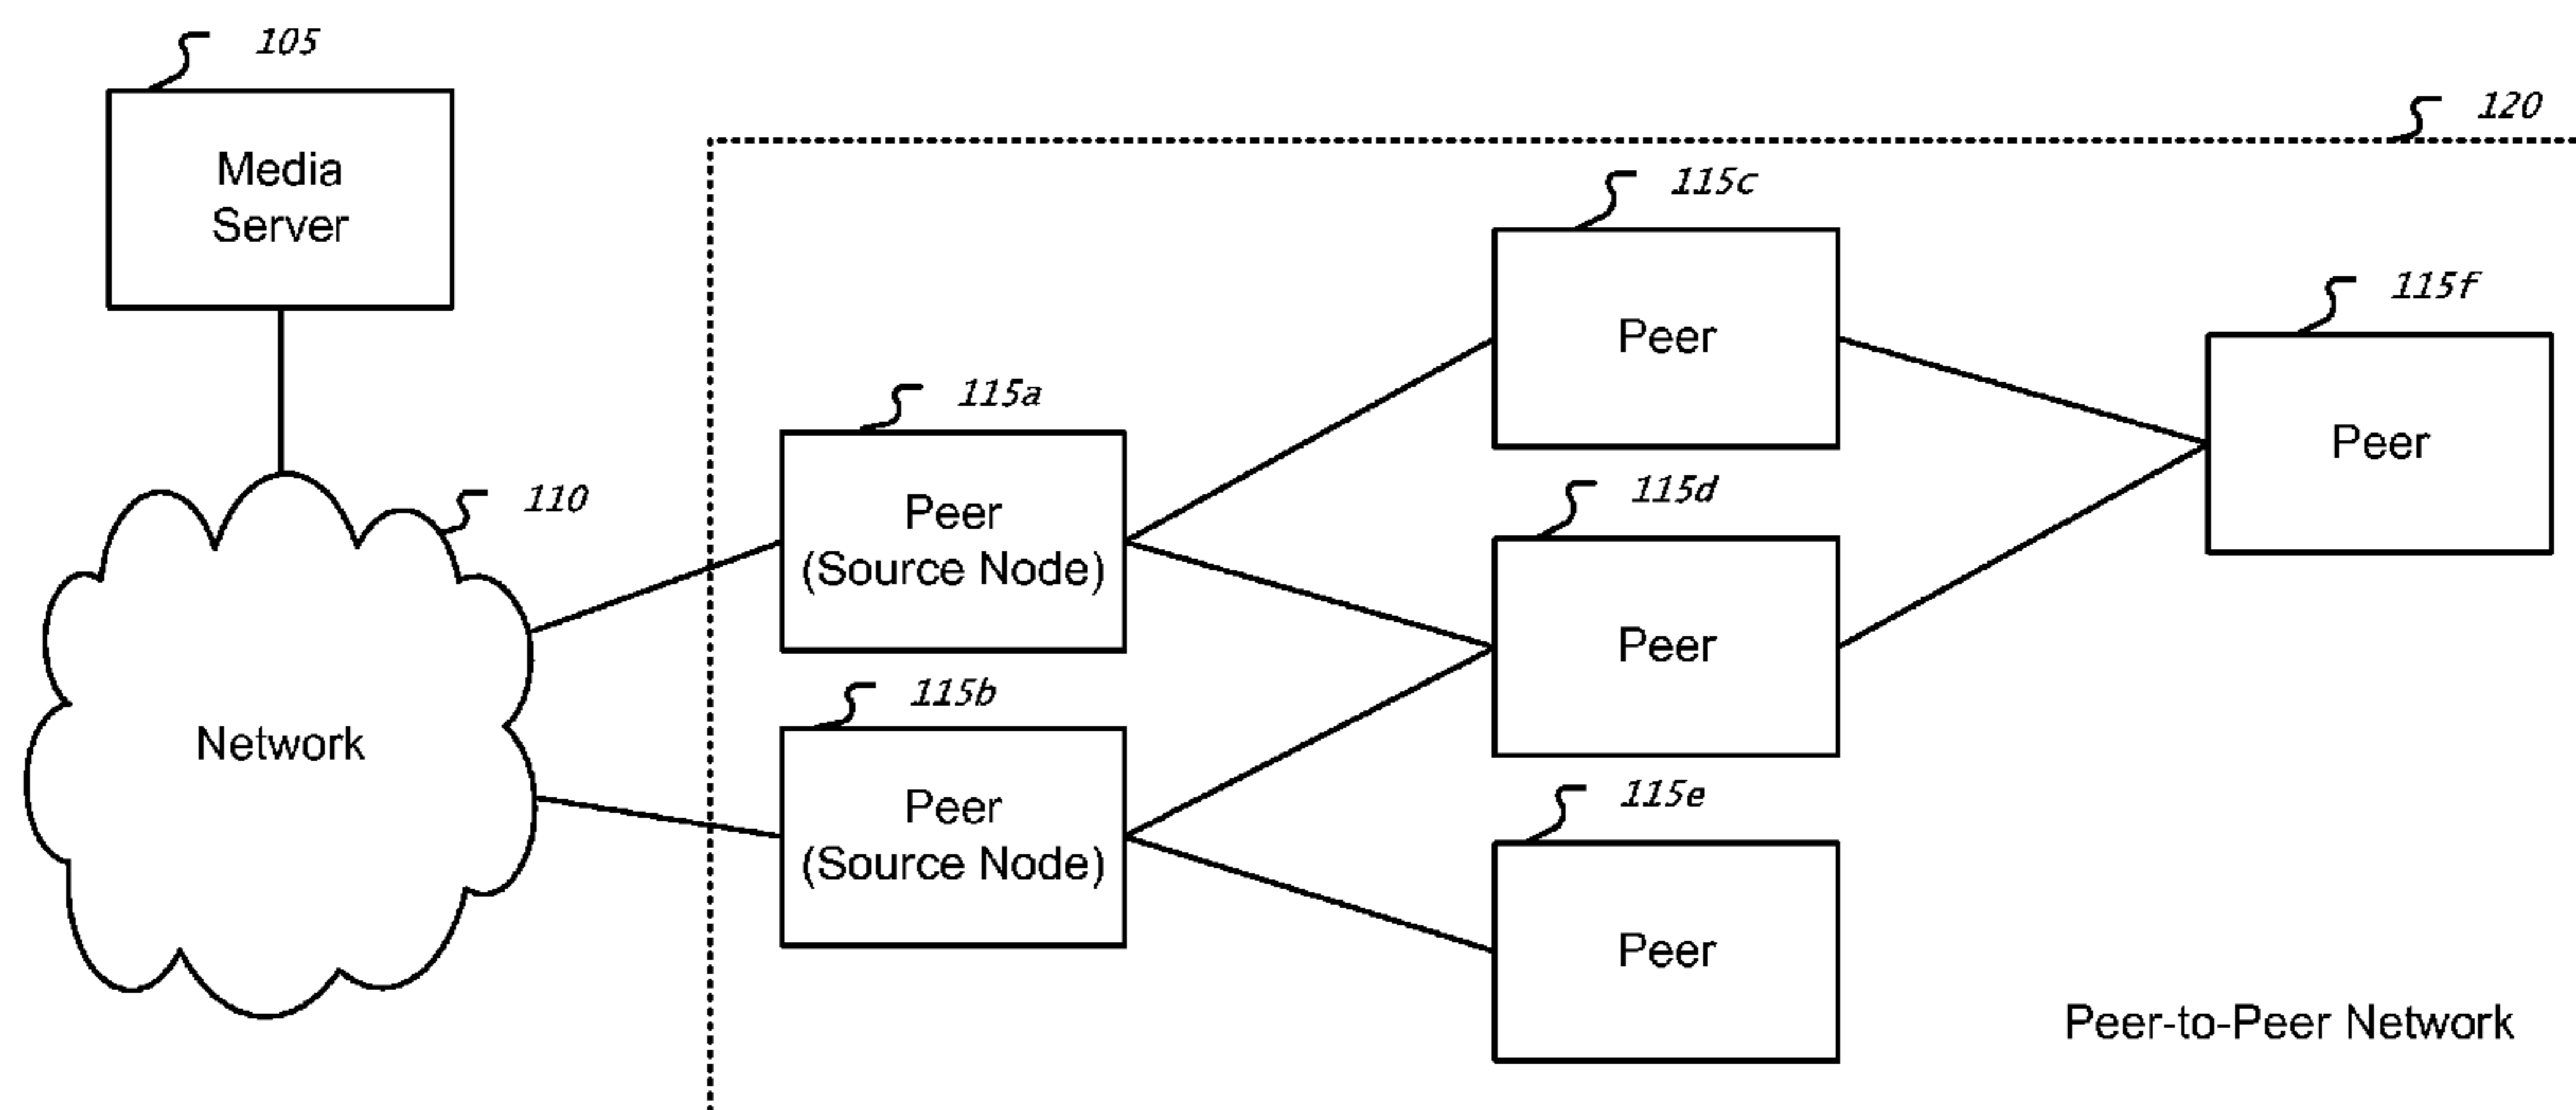 105
Media
Server
120
115c
115f
115a
Peer
Peer
110
Peer
(Source Node)
115d
115b
Peer
Network
Peer
(Source Node)
115e
Peer
Peer-to-Peer Network